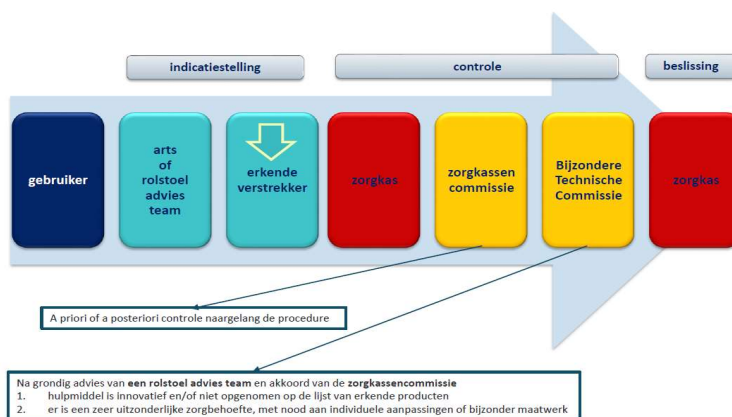 indicatiestelling
controle
beslissing
gebruiker
arts
of
rolstoel
advies
team
erkende
verstrekker
zorgkas
zorgkassen
commissie
Bijzondere
Technische
Commissie
zorgkas
A priori of a posteriori controle naargelang de procedure
Na grondig advies van een rolstoel advies team en akkoord van de zorgkassencommissie
1. hulpmiddel is innovatief en/of niet opgenomen op de lijst van erkende producten
2. er is een zeer uitzonderlijke zorgbehoefte, met nood aan individuele aanpassingen of bijzonder maatwerk